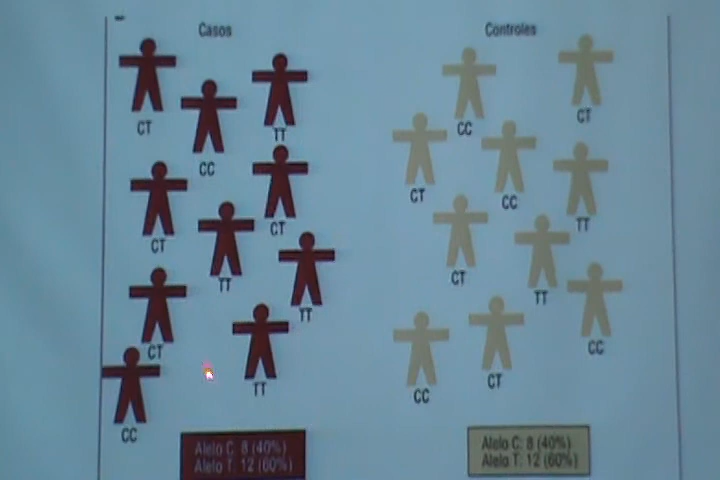 Casos
Controles
CT
CC
TT
CT
CT
TT
TT
CT
TT
CC
CC
CT
CT
CC
TT
CT
TT
CC
CC
CT
Alelo C: 8 (40%)
Alelo T: 12 (60%)
Alelo C: 8 (40%)
Alelo T: 12 (60%)